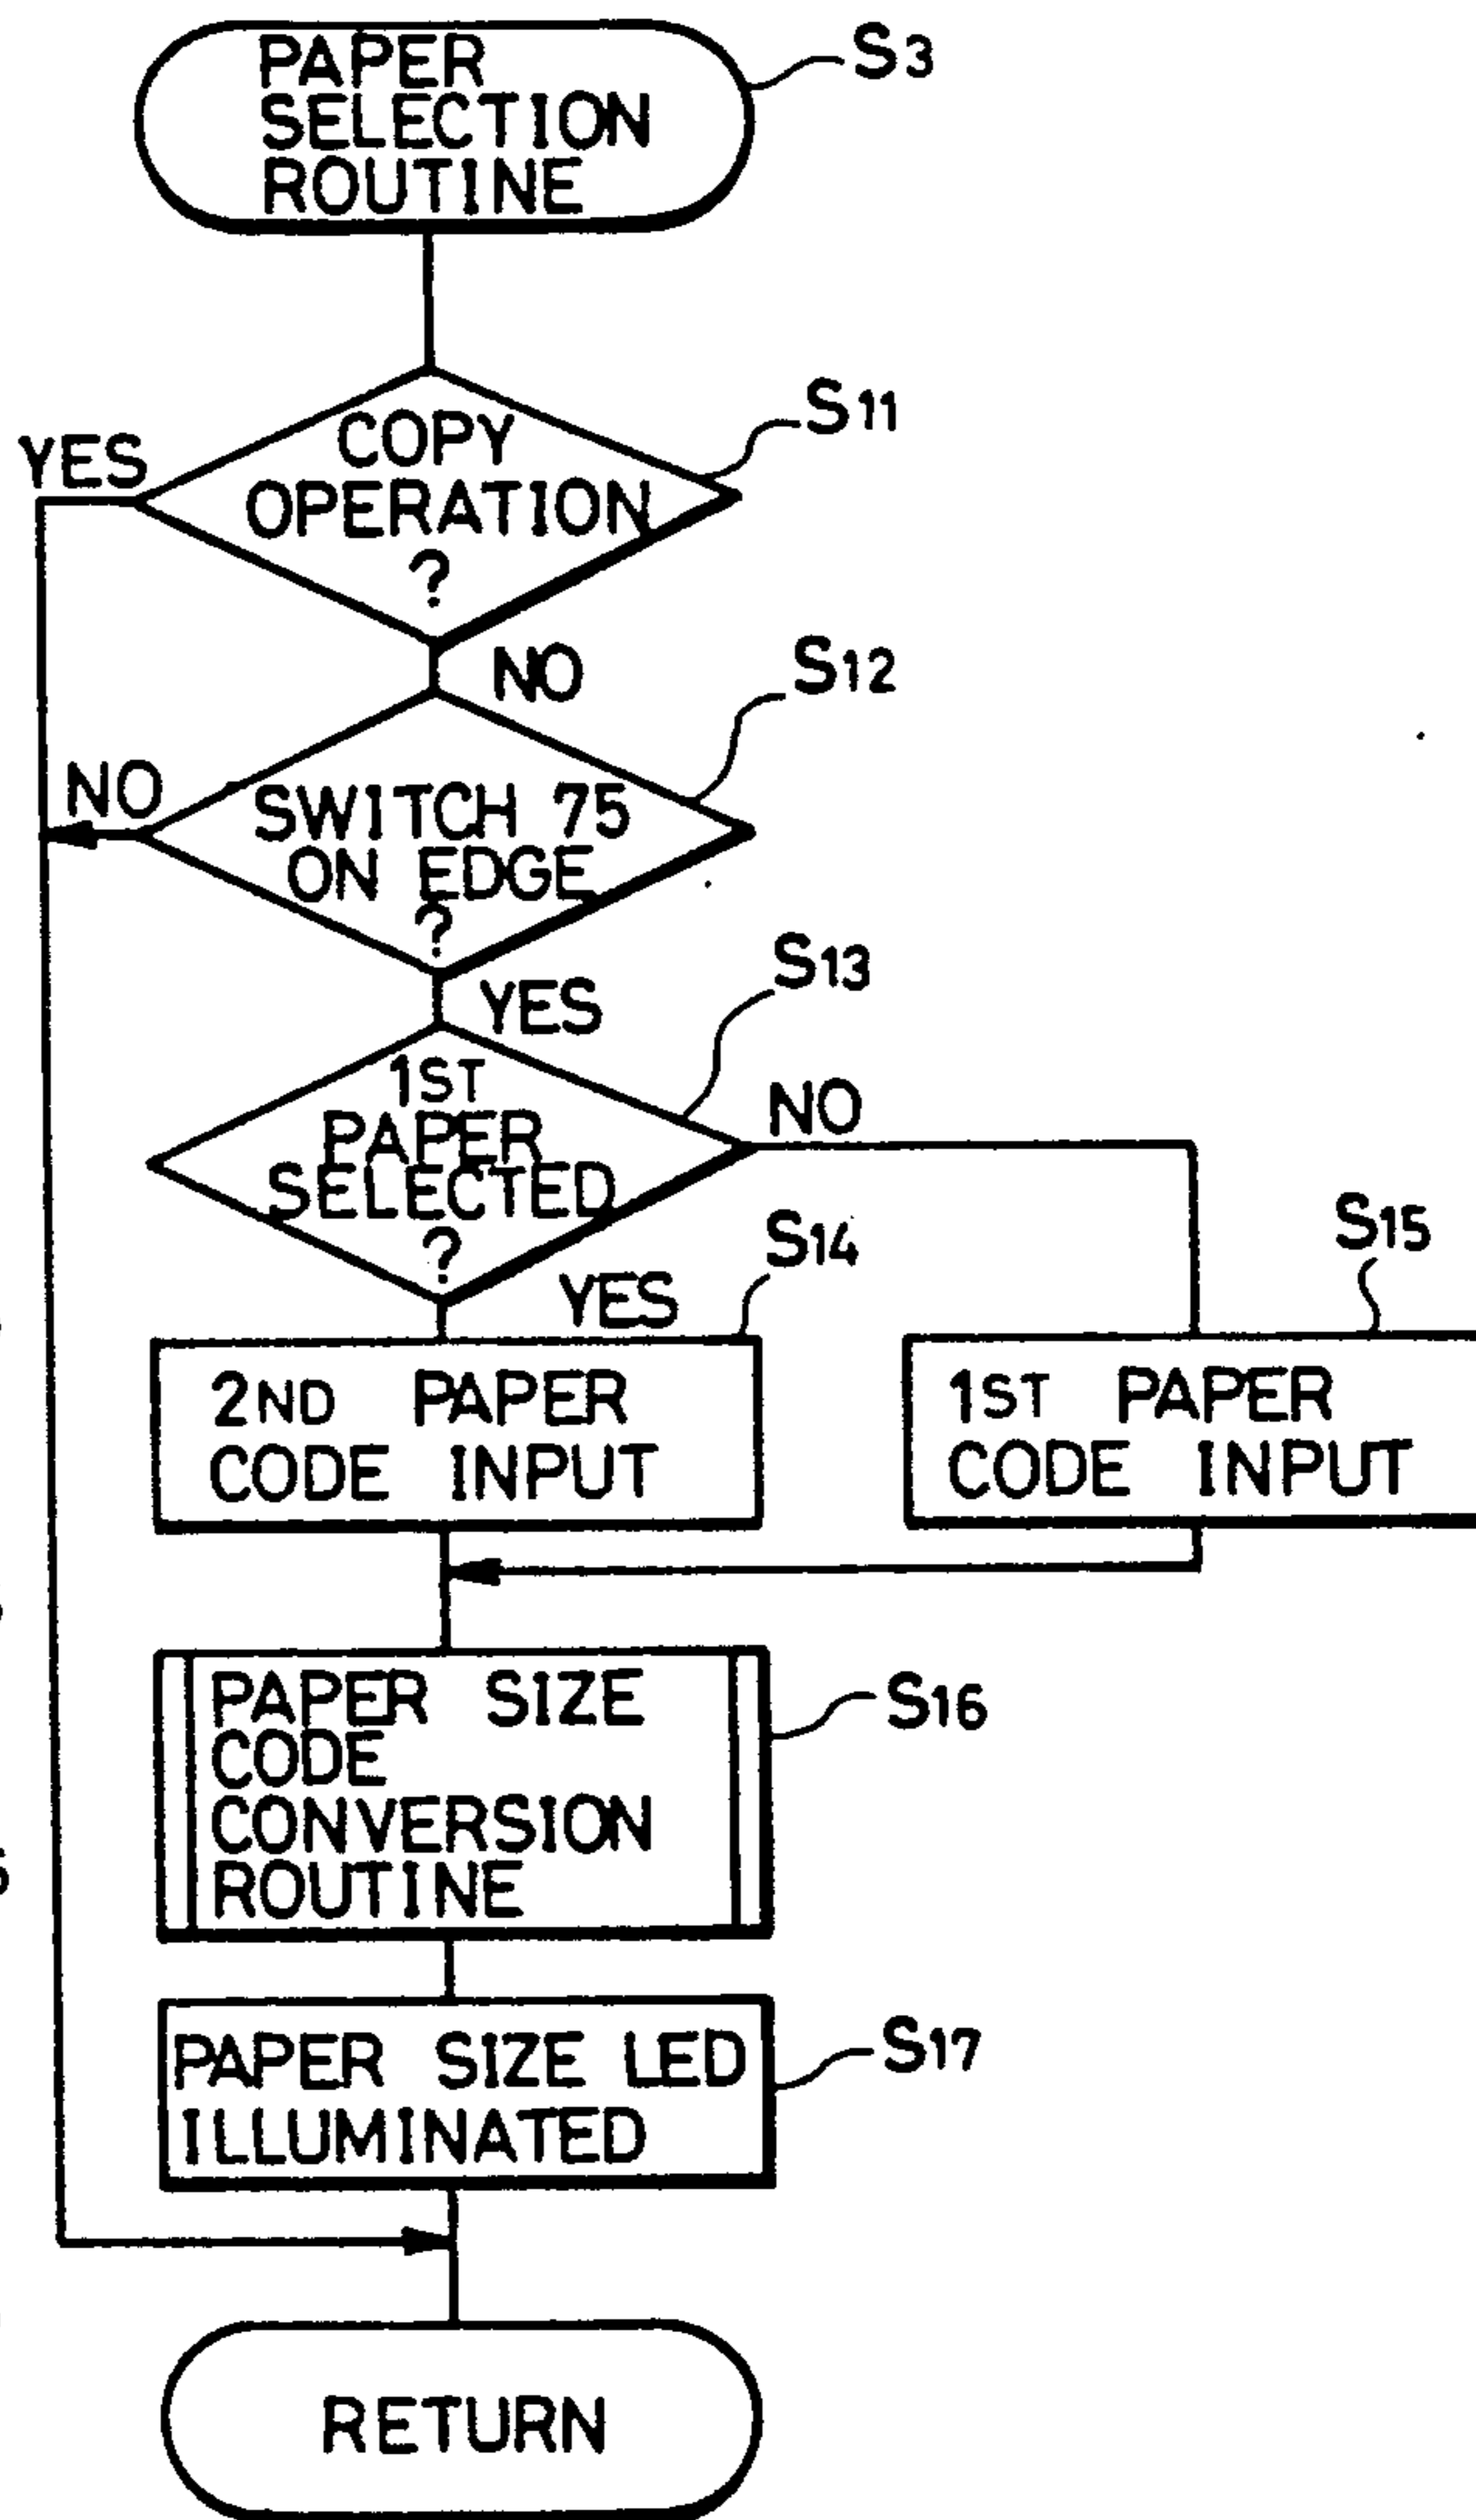 PAPER
SELECTION
ROUTINE
S3
COPY
OPERATION
?
S11
YES
NO
SWITCH 75
ON EDGE
?
S12
NO
YES
1ST
PAPER
SELECTED
?
S13
NO
YES
2ND PAPER
CODE INPUT
S14
1ST PAPER
CODE INPUT
S15
PAPER SIZE
CODE
CONVERSION
ROUTINE
S16
PAPER SIZE LED
ILLUMINATED
S17
RETURN